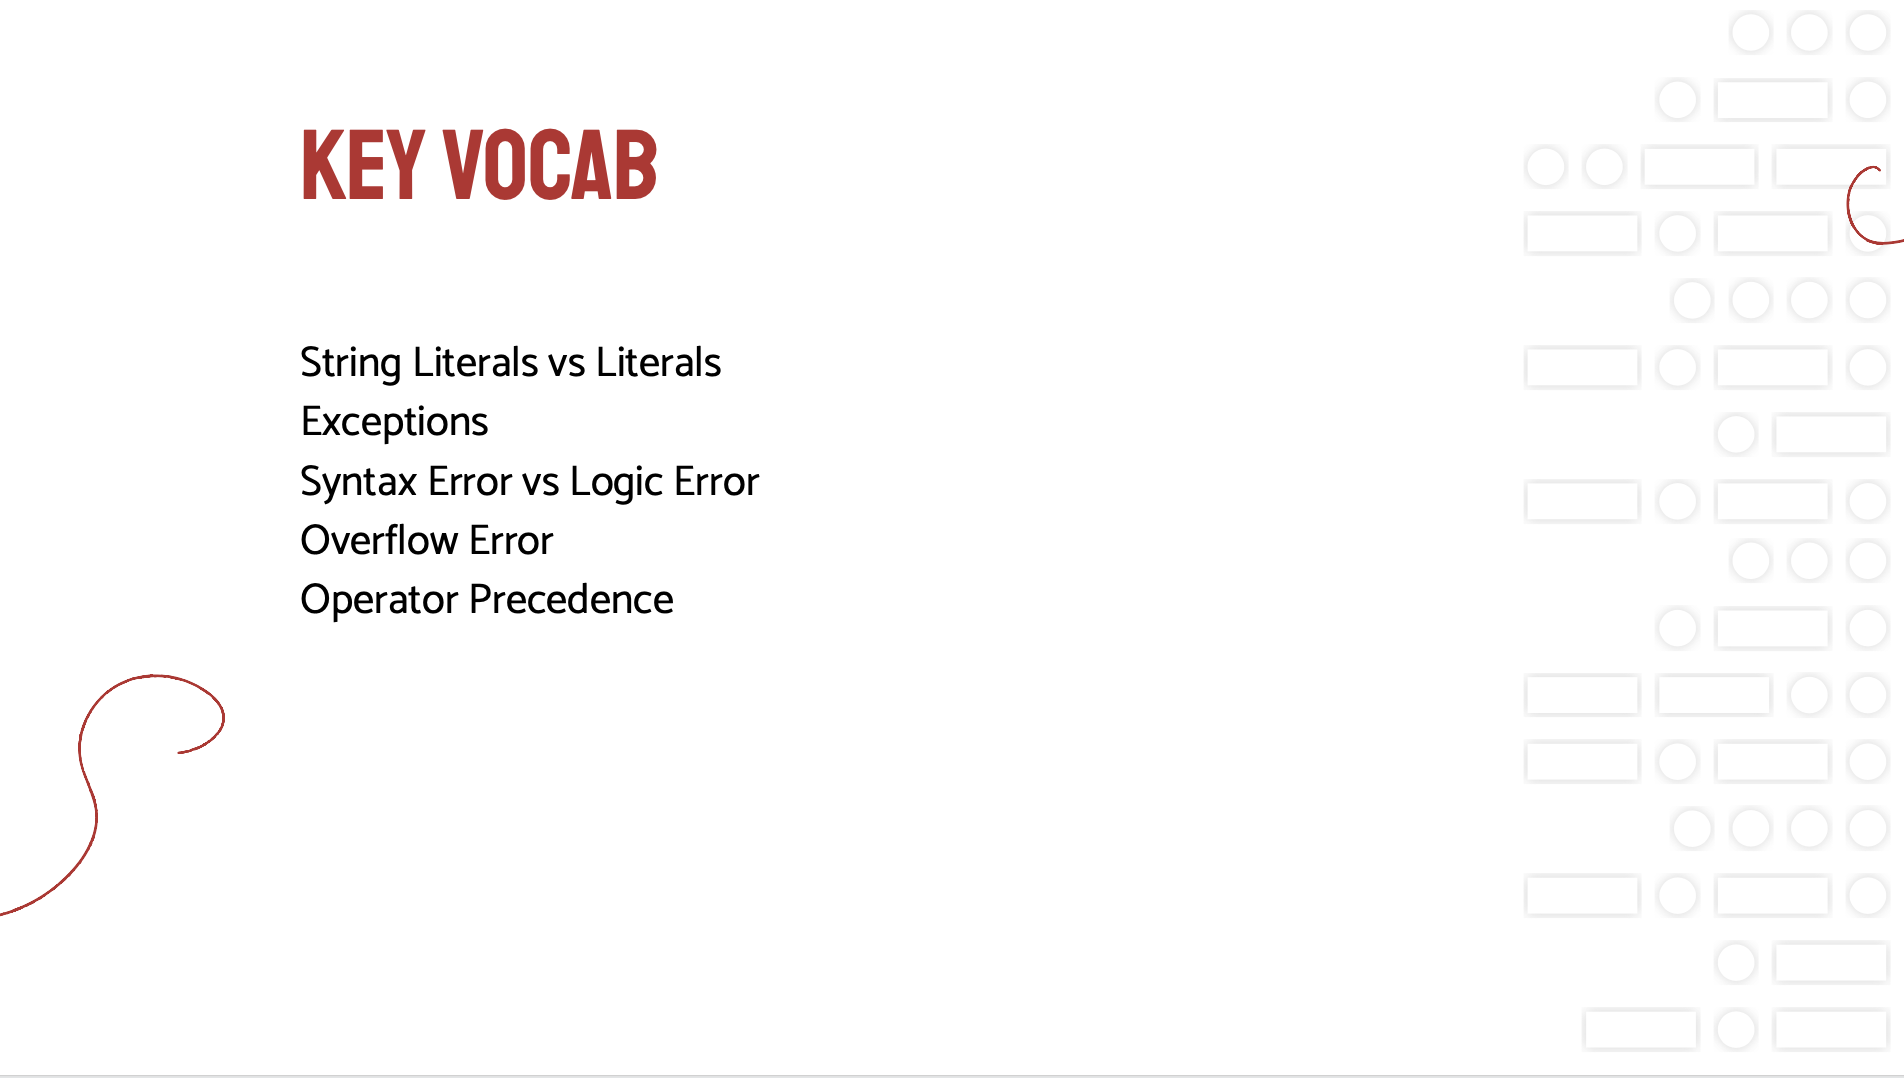 KEY VOCAB
String Literals vs Literals
Exceptions
Syntax Error vs Logic Error
Overflow Error
Operator Precedence